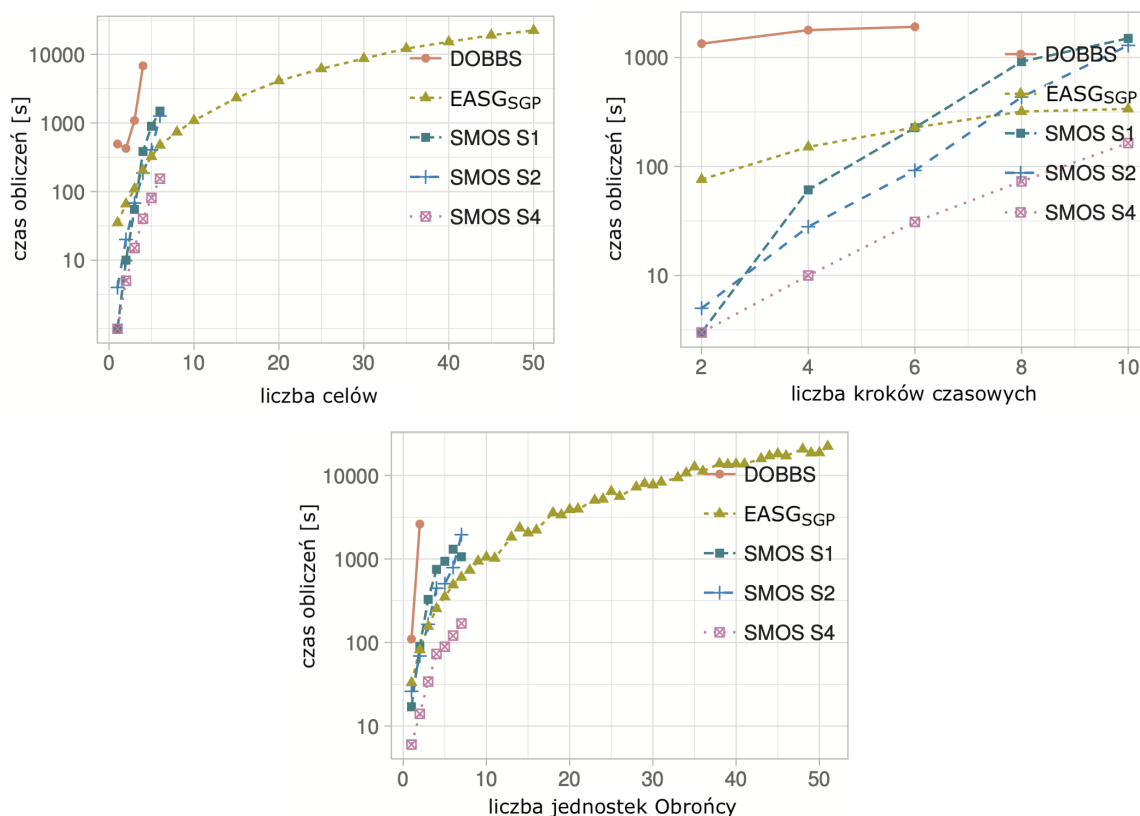 czas obliczeń [s]
10000
1000
100
10
0
10
20
30
40
50
liczba celów
DOBBS
EASGSGP
SMOS S1
SMOS S2
SMOS S4
czas obliczeń [s]
1000
100
10
2
4
6
8
10
liczba kroków czasowych
DOBBS
EASGSGP
SMOS S1
SMOS S2
SMOS S4
czas obliczeń [s]
10000
1000
100
10
0
10
20
30
40
50
liczba jednostek Obrońcy
DOBBS
EASGSGP
SMOS S1
SMOS S2
SMOS S4